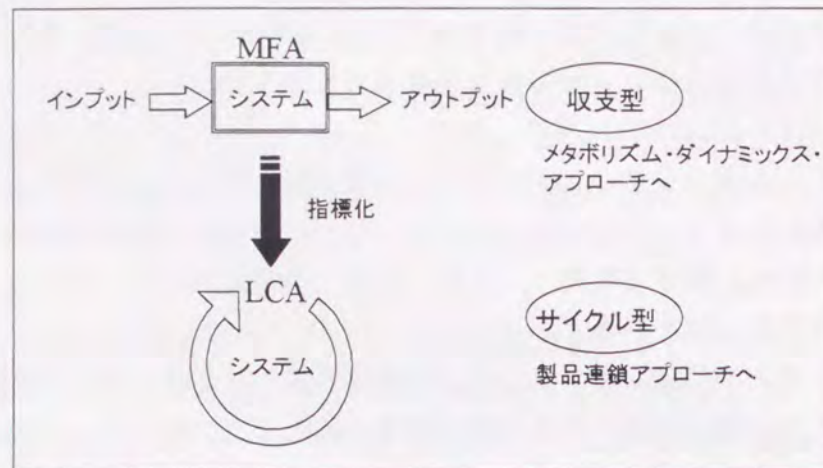 MFA
インプット
システム
アウトプット
収支型
メタボリズム・ダイナミックス・
アプローチへ
指標化
LCA
サイクル型
システム
製品連鎖アプローチへ